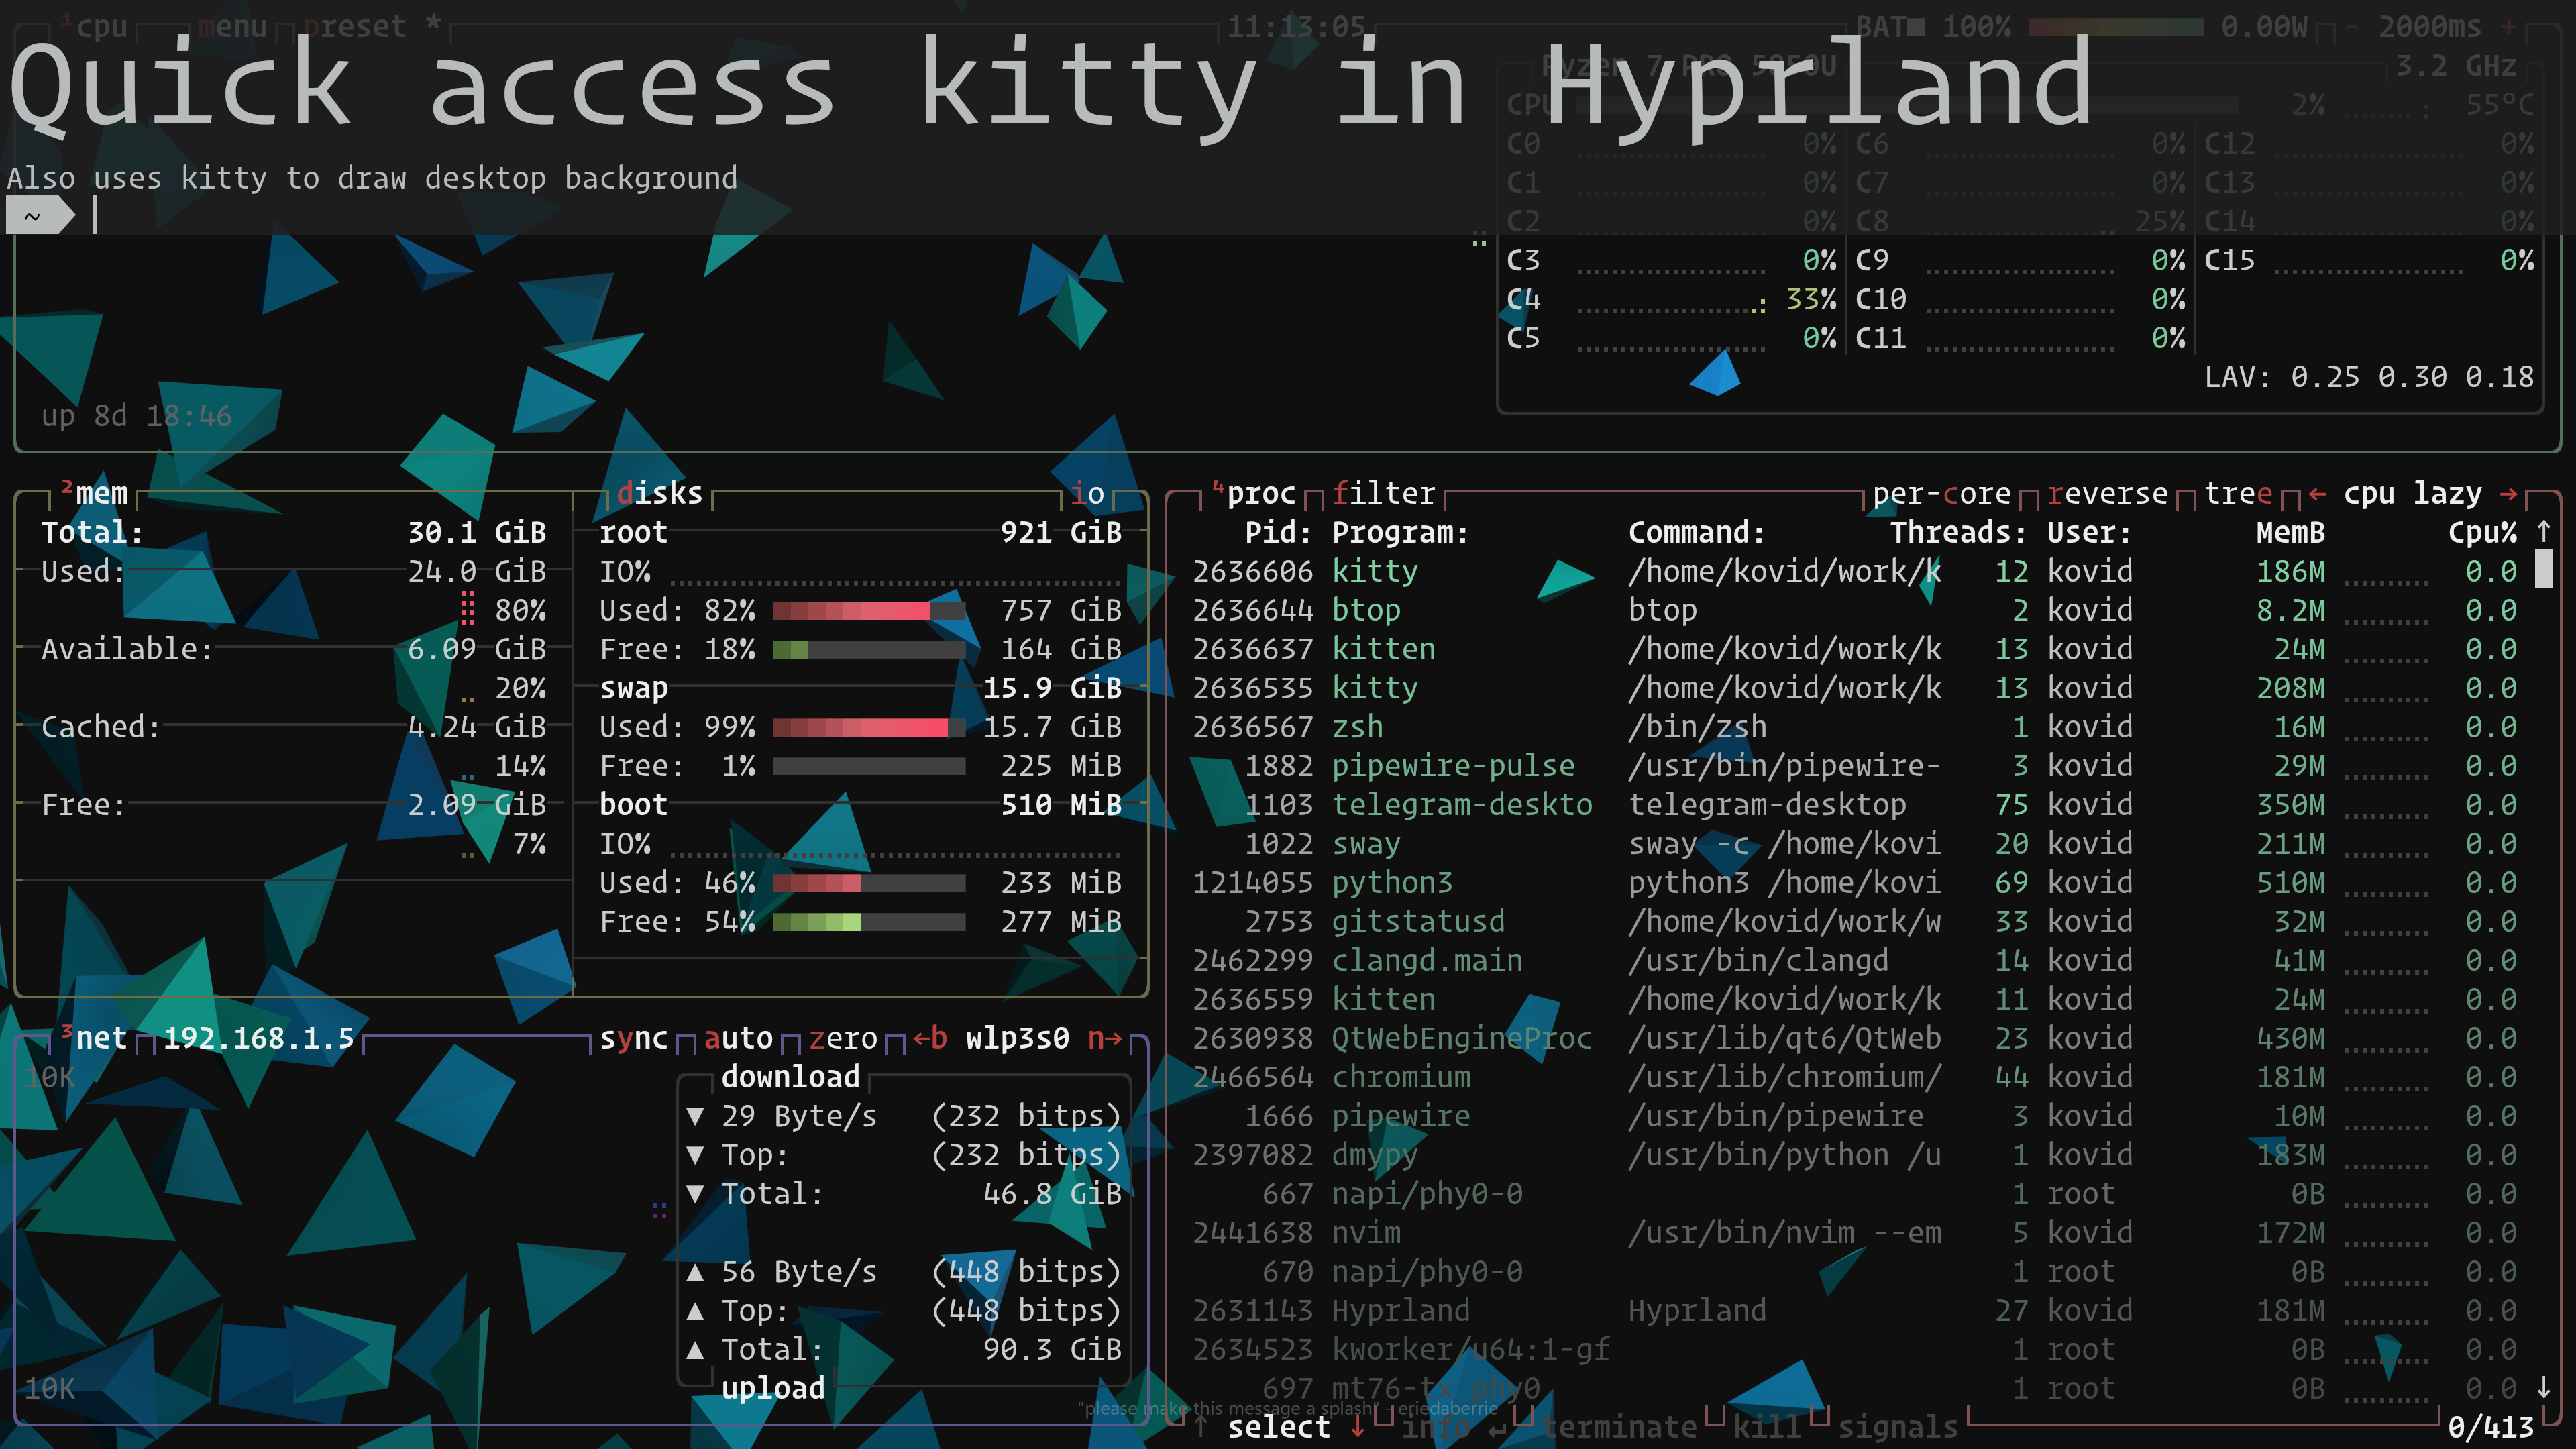 ¹cpu menu preset * 11:13:05 BAT■ 100% 0.00W - 2000ms +
Quick access kitty in Hyprland
Ryzen 7 PRO 5850U 3.2 GHz
CPU 2% 55°C
C0 0% C6 0% C12 0%
Also uses kitty to draw desktop background
C1 0% C7 0% C13 0%
~
C2 0% C8 25% C14 0%
C3 0% C9 0% C15 0%
C4 33% C10 0%
C5 0% C11 0%
LAV: 0.25 0.30 0.18
up 8d 18:46
²mem
Total: 30.1 GiB
Used: 24.0 GiB
80%
Available: 6.09 GiB
20%
Cached: 4.24 GiB
14%
Free: 2.09 GiB
7%
disks io
root 921 GiB
IO%
Used: 82% 757 GiB
Free: 18% 164 GiB
swap 15.9 GiB
Used: 99% 15.7 GiB
Free: 1% 225 MiB
boot 510 MiB
IO%
Used: 46% 233 MiB
Free: 54% 277 MiB
³net 192.168.1.5 sync auto zero ←b wlp3s0 n→
10K
download
▼ 29 Byte/s (232 bitps)
▼ Top: (232 bitps)
▼ Total: 46.8 GiB
▲ 56 Byte/s (448 bitps)
▲ Top: (448 bitps)
▲ Total: 90.3 GiB
upload
10K
⁴proc filter per-core reverse tree ← cpu lazy →
Pid: Program: Command: Threads: User: MemB Cpu% ↑
2636606 kitty /home/kovid/work/k 12 kovid 186M 0.0
2636644 btop btop 2 kovid 8.2M 0.0
2636637 kitten /home/kovid/work/k 13 kovid 24M 0.0
2636535 kitty /home/kovid/work/k 13 kovid 208M 0.0
2636567 zsh /bin/zsh 1 kovid 16M 0.0
1882 pipewire-pulse /usr/bin/pipewire- 3 kovid 29M 0.0
1103 telegram-deskto telegram-desktop 75 kovid 350M 0.0
1022 sway sway -c /home/kovi 20 kovid 211M 0.0
1214055 python3 python3 /home/kovi 69 kovid 510M 0.0
2753 gitstatusd /home/kovid/work/w 33 kovid 32M 0.0
2462299 clangd.main /usr/bin/clangd 14 kovid 41M 0.0
2636559 kitten /home/kovid/work/k 11 kovid 24M 0.0
2630938 QtWebEngineProc /usr/lib/qt6/QtWeb 23 kovid 430M 0.0
2466564 chromium /usr/lib/chromium/ 44 kovid 181M 0.0
1666 pipewire /usr/bin/pipewire 3 kovid 10M 0.0
2397082 dmypy /usr/bin/python /u 1 kovid 183M 0.0
667 napi/phy0-0 1 root 0B 0.0
2441638 nvim /usr/bin/nvim --em 5 kovid 172M 0.0
670 napi/phy0-0 1 root 0B 0.0
2631143 Hyprland Hyprland 27 kovid 181M 0.0
2634523 kworker/u64:1-gf 1 root 0B 0.0
697 mt76-tx phy0 1 root 0B 0.0 ↓
"please make this message a splash" - eriedaberrie
↑ select ↓ info ↵ terminate kill signals 0/413